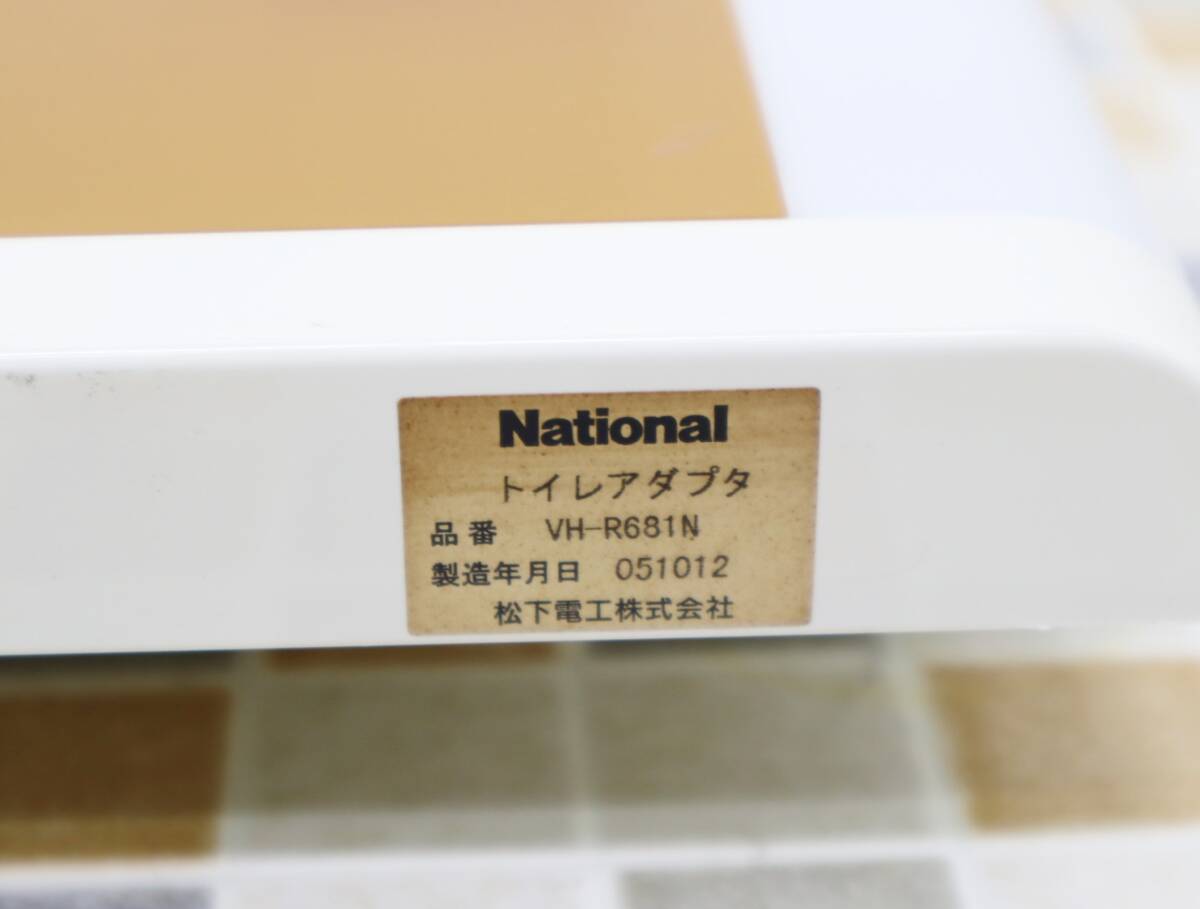 National
トイレアダプタ
品番 VH-R681N
製造年月日 051012
松下電工株式会社